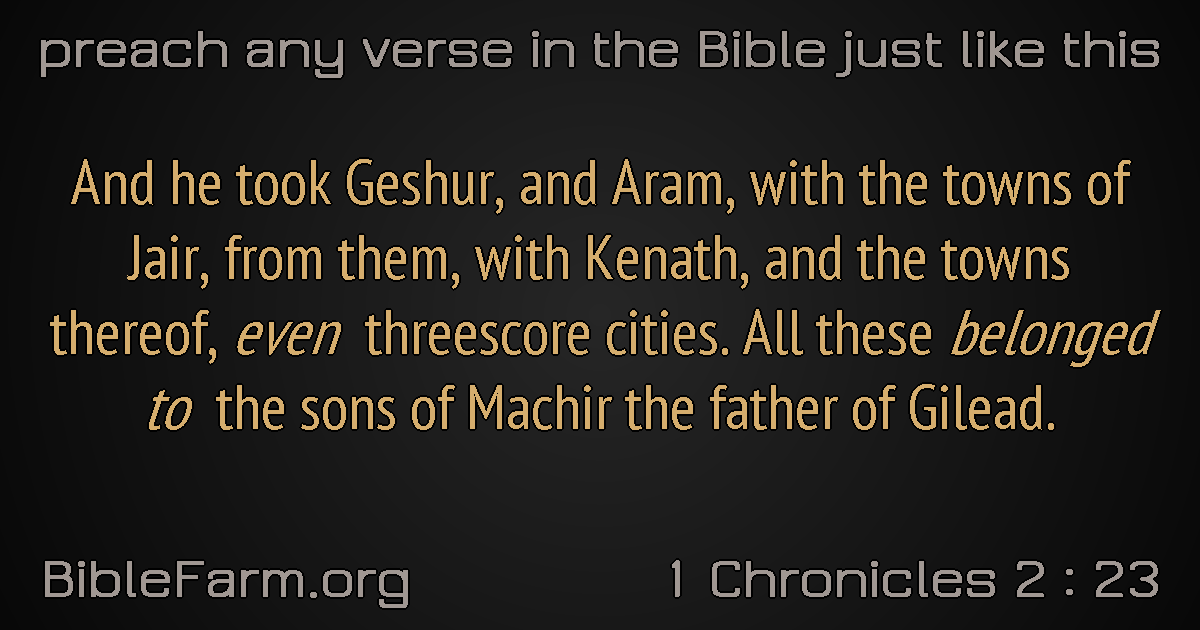 preach any verse in the Bible just like this
And he took Geshur, and Aram, with the towns of
Jair, from them, with Kenath, and the towns
thereof, even threescore cities. All these belonged
to the sons of Machir the father of Gilead.
BibleFarm.org
1 Chronicles 2 : 23